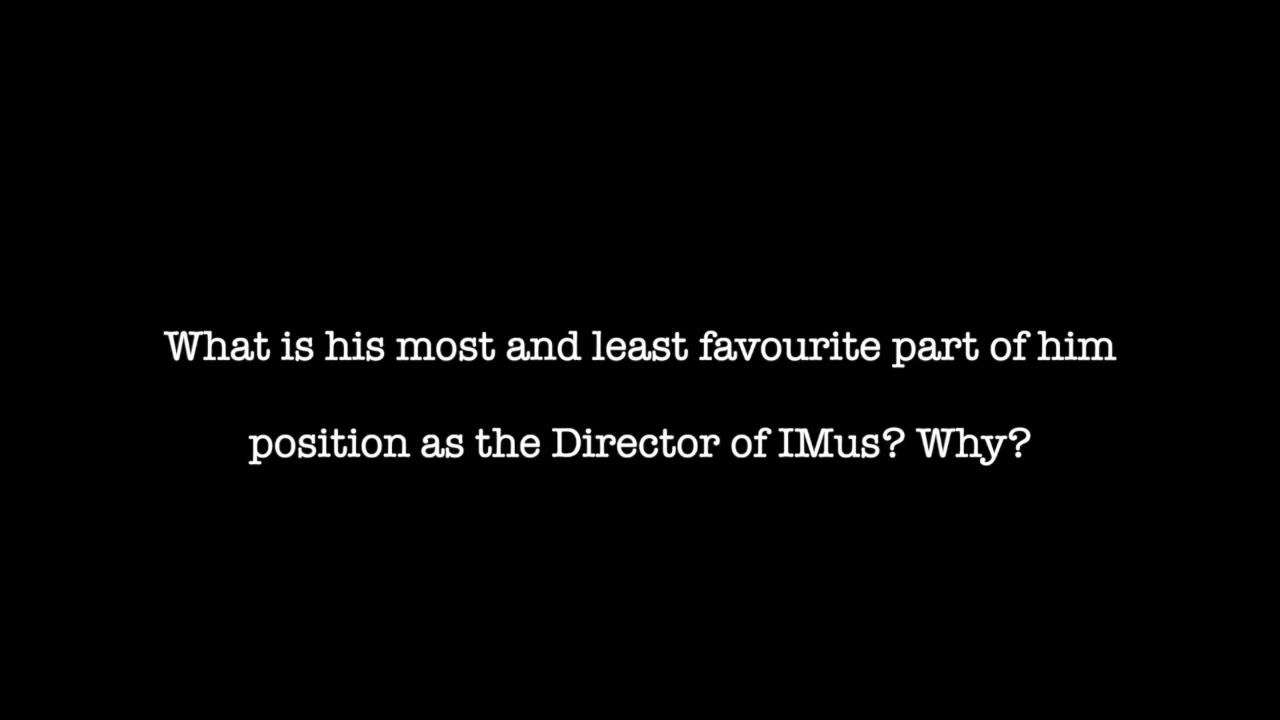 What is his most and least favourite part of him
position as the Director of IMus? Why?